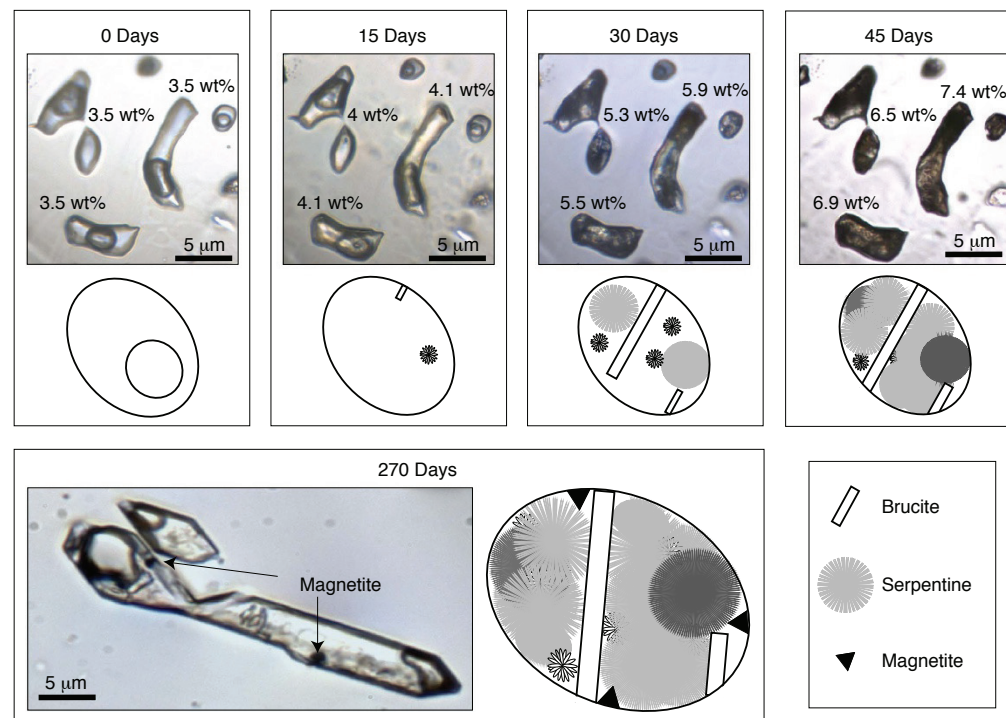 0 Days
3.5 wt%
3.5 wt%
3.5 wt%
5 μm
15 Days
4.1 wt%
4 wt%
4.1 wt%
5 μm
30 Days
5.9 wt%
5.3 wt%
5.5 wt%
5 μm
45 Days
7.4 wt%
6.5 wt%
6.9 wt%
5 μm
270 Days
Magnetite
5 μm
Brucite
Serpentine
Magnetite